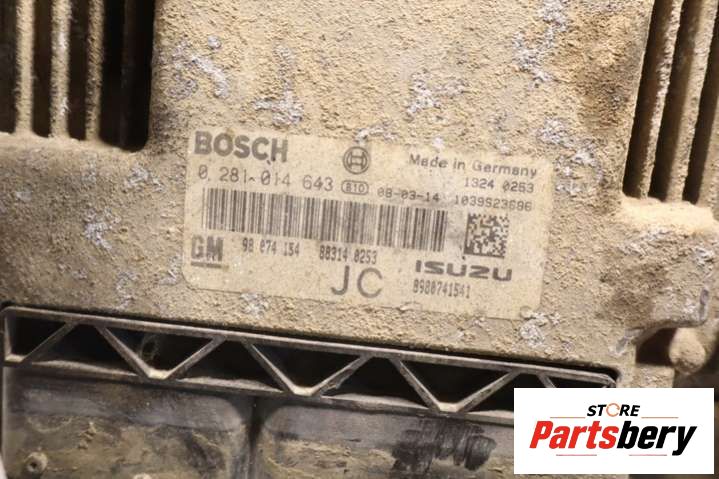 BOSCH
Made in Germany
0 281 014 643 810 08-03-14
1324 0253
1039S23696
GM 98 074 154 88314 0253 ISUZU
JC 8980741541
STORE
Partsbery